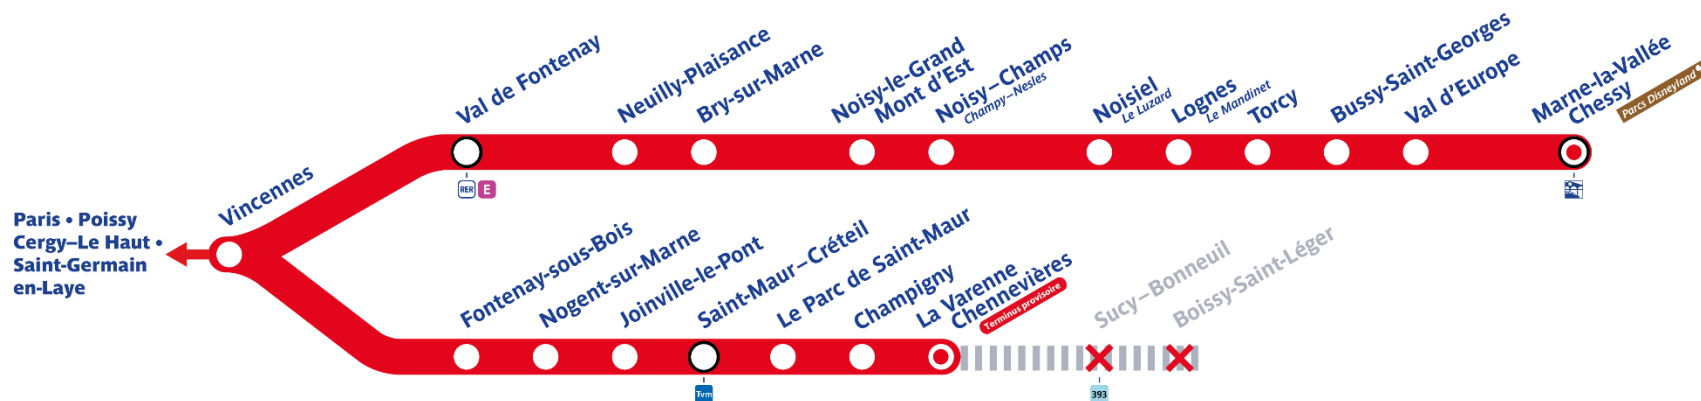 Val de Fontenay
Neuilly-Plaisance
Bry-sur-Marne
Noisy-le-Grand
Mont d'Est
Noisy–Champs
Champy–Nesles
Noisiel
Le Luzard
Lognes
Le Mandinet
Torcy
Bussy-Saint-Georges
Val d'Europe
Marne-la-Vallée
Chessy
Parcs Disneyland
RER
E
Vincennes
Paris • Poissy
Cergy–Le Haut •
Saint-Germain
en-Laye
Fontenay-sous-Bois
Nogent-sur-Marne
Joinville-le-Pont
Saint-Maur–Créteil
Le Parc de Saint-Maur
Champigny
La Varenne
Chennevières
Terminus provisoire
Sucy–Bonneuil
Boissy-Saint-Léger
Tvm
393